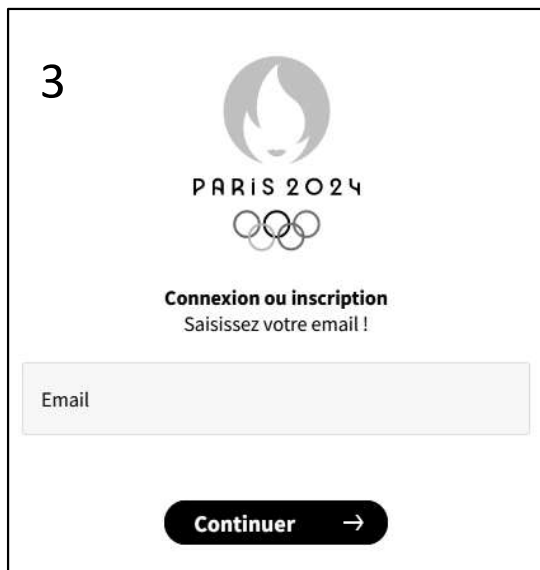 3
PARIS 2024
Connexion ou inscription
Saisissez votre email !
Email
Continuer →